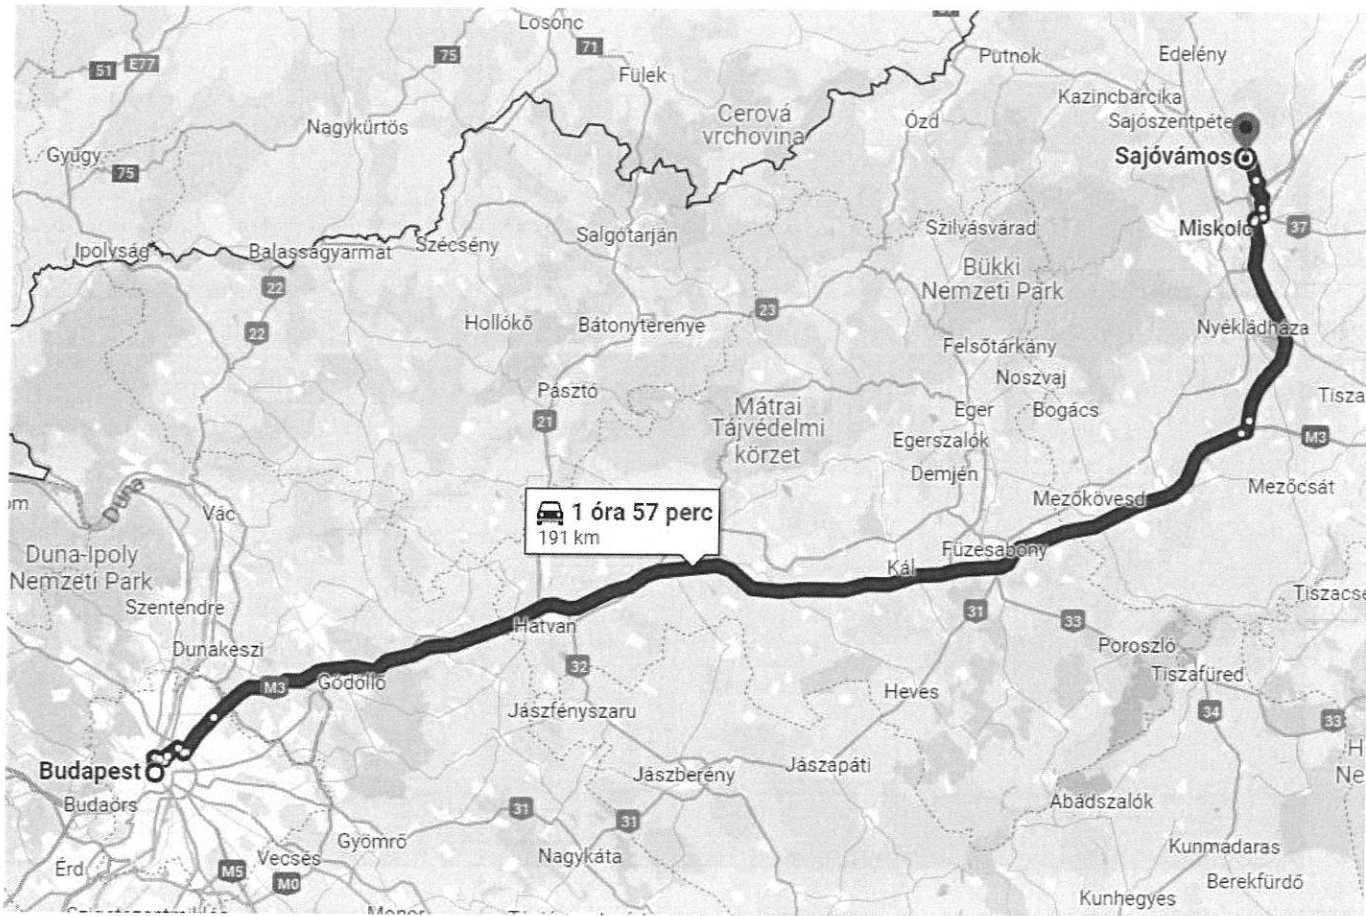 Losonc
71
75
Putnok
Edelény
E77
51
Fülek
Kazincbarcika
Cerová
vrchovina
Ózd
Sajószentpéte
Nagykürtös
Gyügy
75
Sajóvámos
Ipolyság
Balassagyarmat
Szécsény
Salgótarján
Szilvásvárad
Miskolc
37
Bükki
Nemzeti Park
22
23
22
Hollókő
Bátonyterenye
Nyékládháza
Felsőtárkány
Noszvaj
Pásztó
Tisza
21
Mátrai
Tájvédelmi
körzet
Eger
Bogács
Egerszalók
M3
Demjén
Mezőcsát
Mezőkövesd
Duna
Vác
1 óra 57 perc
191 km
Duna-Ipoly
Nemzeti Park
Füzesabony
Kál
Szentendre
Tiszacse
31
33
Hatvan
Dunakeszi
Poroszló
32
Tiszafüred
M3
Gödöllő
Heves
Jászfényszaru
34
33
Budapest
Jászberény
Jászapáti
Budaörs
Abádszalók
31
31
Gyömrő
Nagykáta
Kunmadaras
Vecsés
Érd
M5
M0
Berekfürdő
Kunhegyes